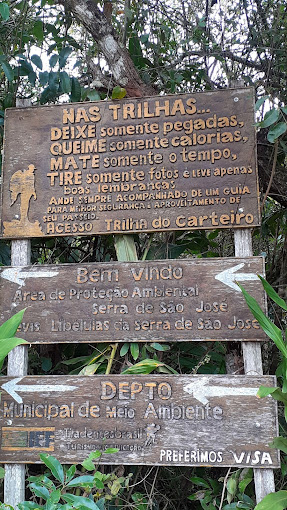 NAS TRILHAS...
DEIXE somente pegadas,
QUEIME somente calorias,
MATE somente o tempo,
TIRE somente fotos e leve apenas
boas lembranças
ANDE SEMPRE ACOMPANHADO DE UM GUIA
PARA MELHOR SEGURANÇA E APROVEITAMENTO DE
SEU PASSEIO.
ACESSO TRILHA DO CARTEIRO
BEM VINDO
Area de Proteção Ambiental
Serra de São José
Libélulas da Serra de São José
DEPTO
Municipal de Meio Ambiente
PREFERIMOS VISA